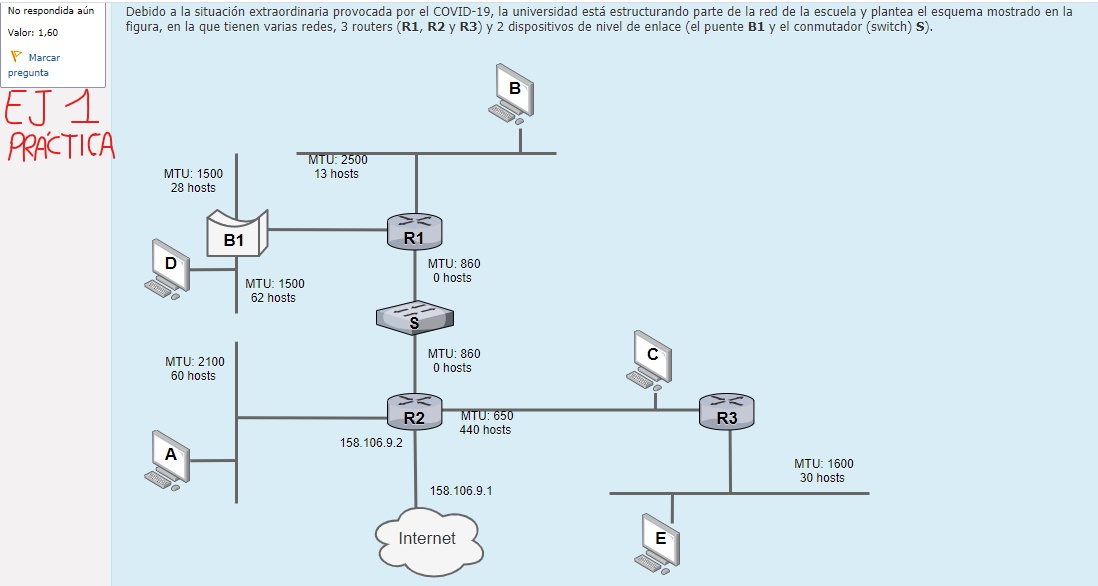 No respondida aún
Valor: 1,60
Marcar
pregunta
EJ 1
PRÁCTICA
Debido a la situación extraordinaria provocada por el COVID-19, la universidad está estructurando parte de la red de la escuela y plantea el esquema mostrado en la
figura, en la que tienen varias redes, 3 routers (R1, R2 y R3) y 2 dispositivos de nivel de enlace (el puente B1 y el conmutador (switch) S).
B
MTU: 2500
13 hosts
MTU: 1500
28 hosts
B1
R1
D
MTU: 860
0 hosts
MTU: 1500
62 hosts
S
MTU: 860
0 hosts
MTU: 2100
60 hosts
C
R2
MTU: 650
440 hosts
R3
158.106.9.2
A
MTU: 1600
30 hosts
158.106.9.1
Internet
E